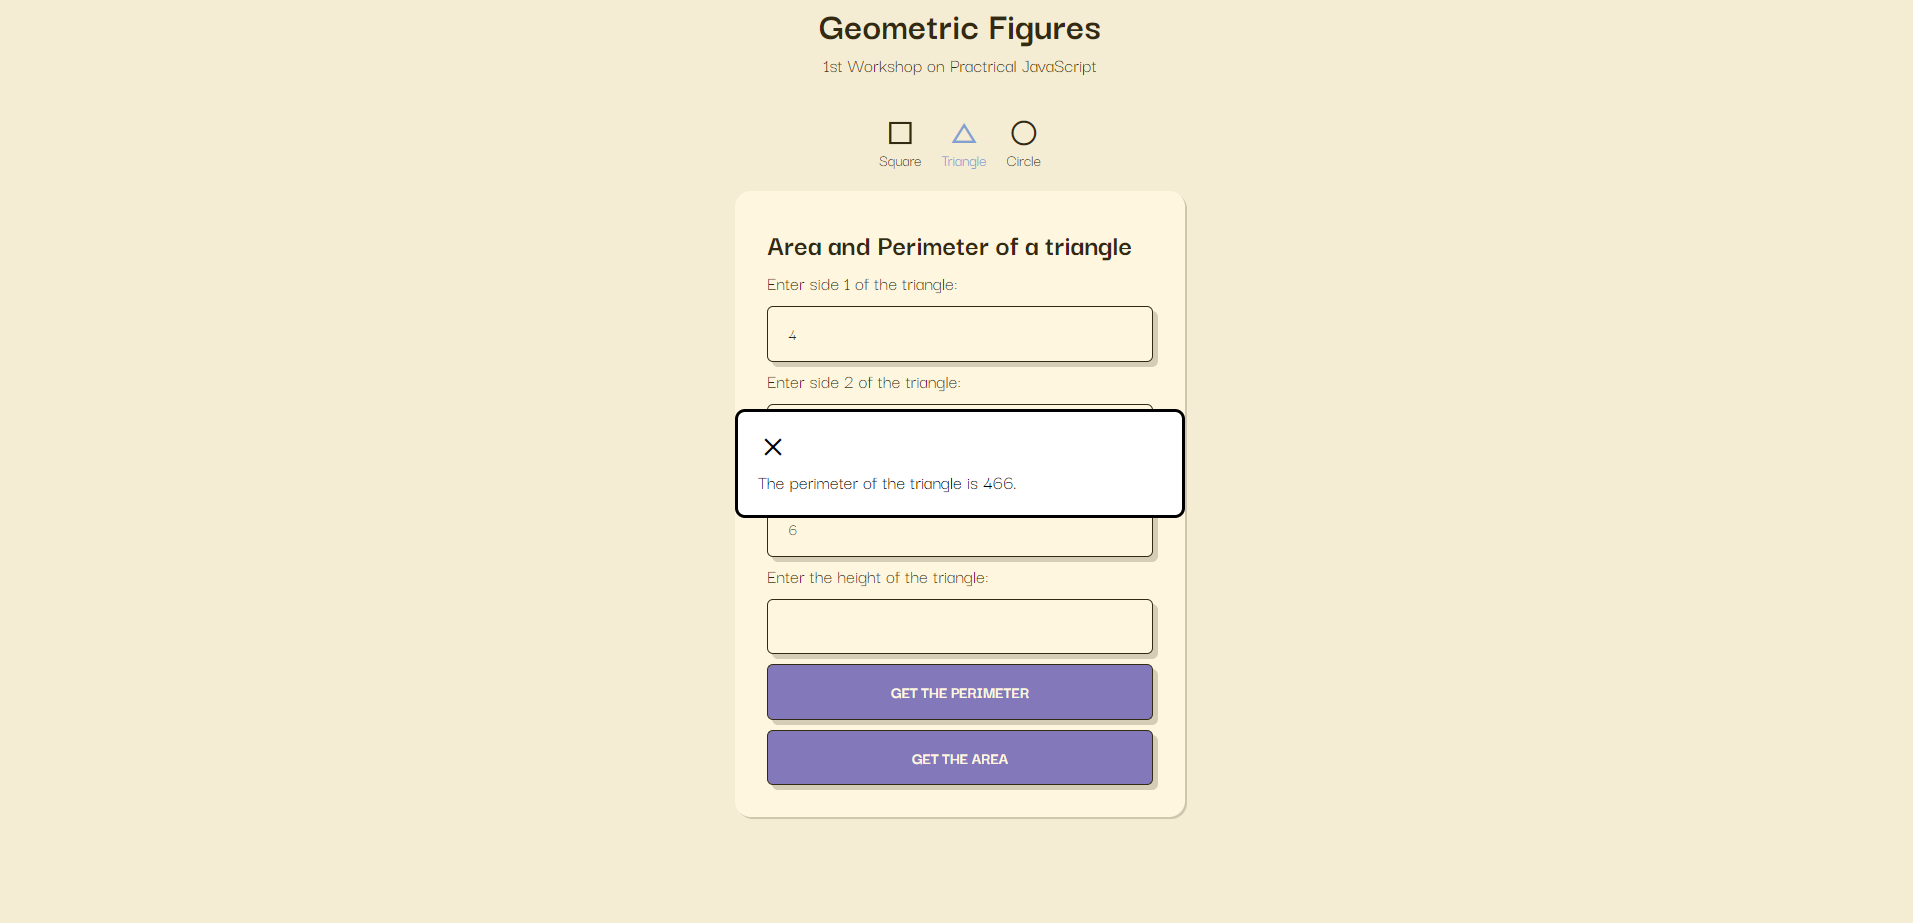 Geometric Figures
1st Workshop on Practrical JavaScript
Square Triangle Circle
Area and Perimeter of a triangle
Enter side 1 of the triangle:
4
Enter side 2 of the triangle:
The perimeter of the triangle is 466.
6
Enter the height of the triangle:
GET THE PERIMETER
GET THE AREA